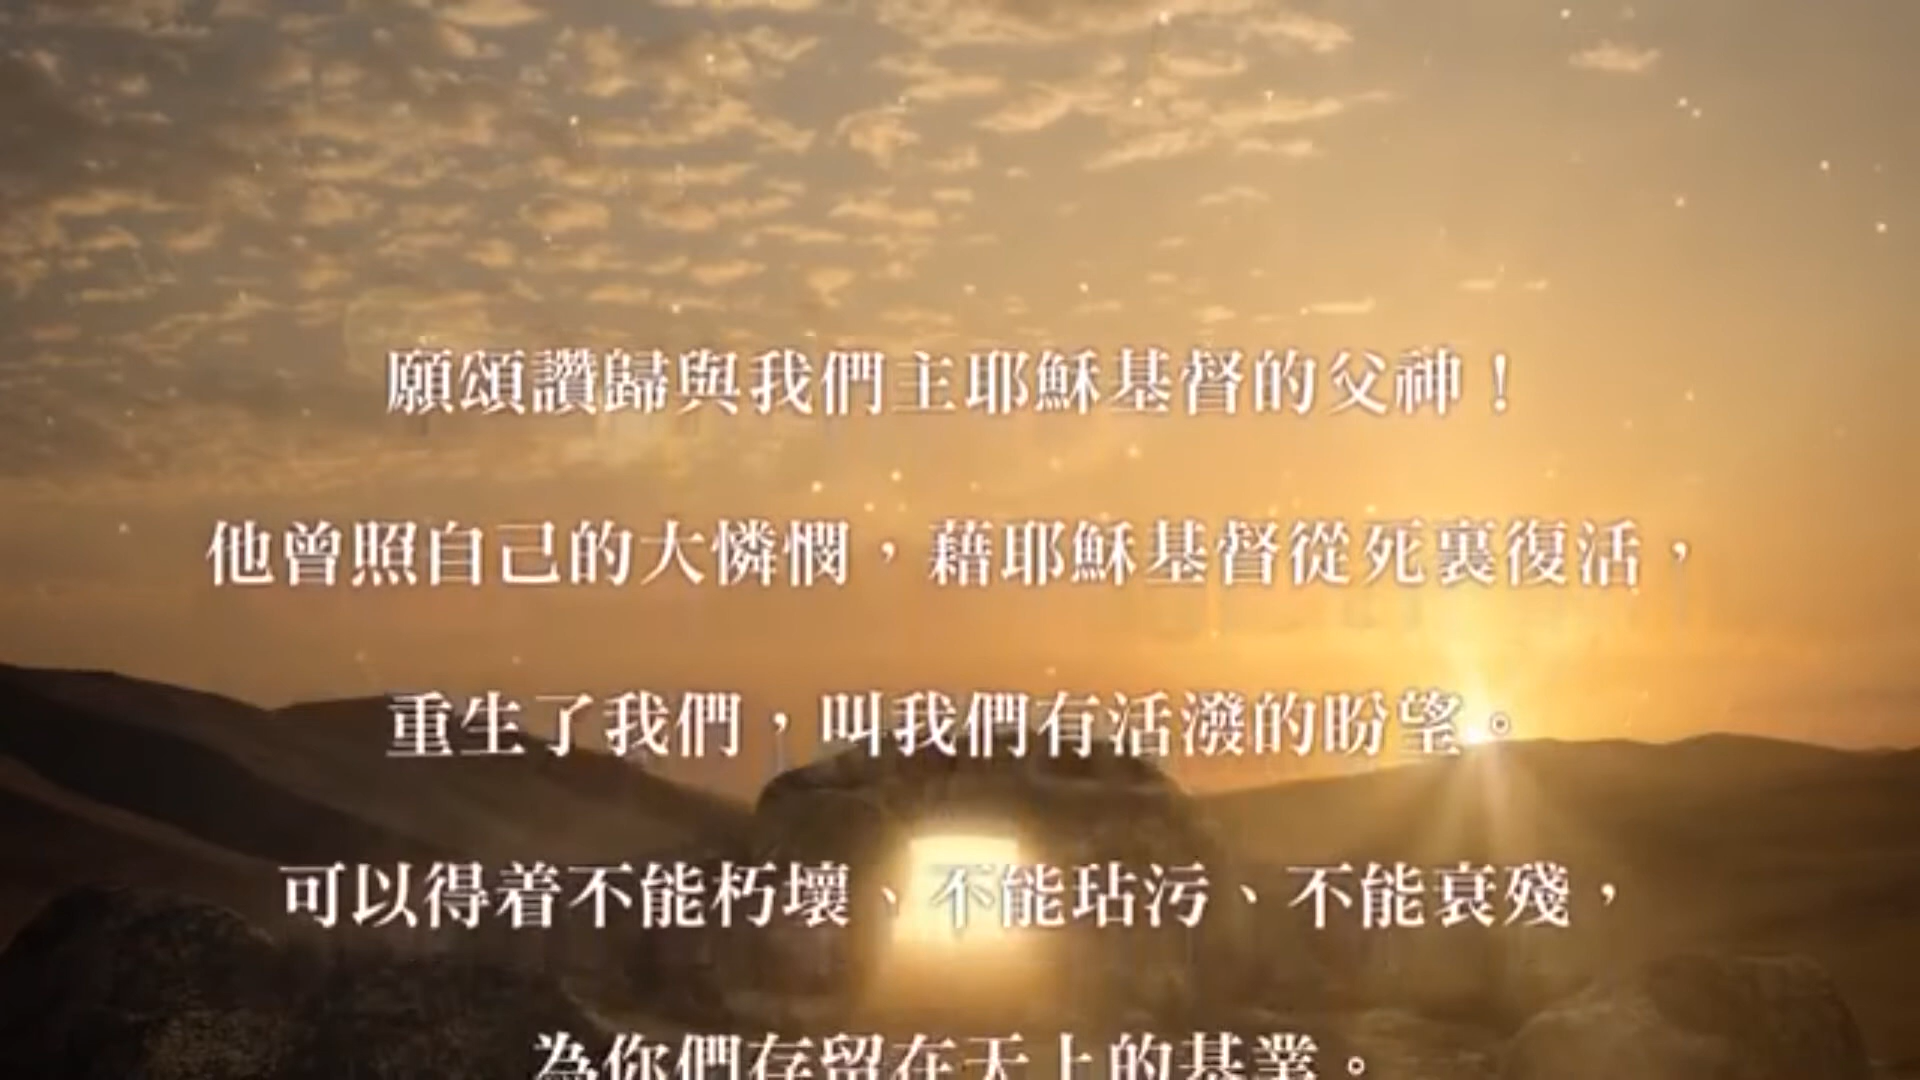 願頌讚歸與我們主耶穌基督的父神！
他曾照自己的大憐憫，藉耶穌基督從死裏復活，
重生了我們，叫我們有活潑的盼望。
可以得着不能朽壞、不能玷污、不能衰殘，
為你們存留在天上的基業。